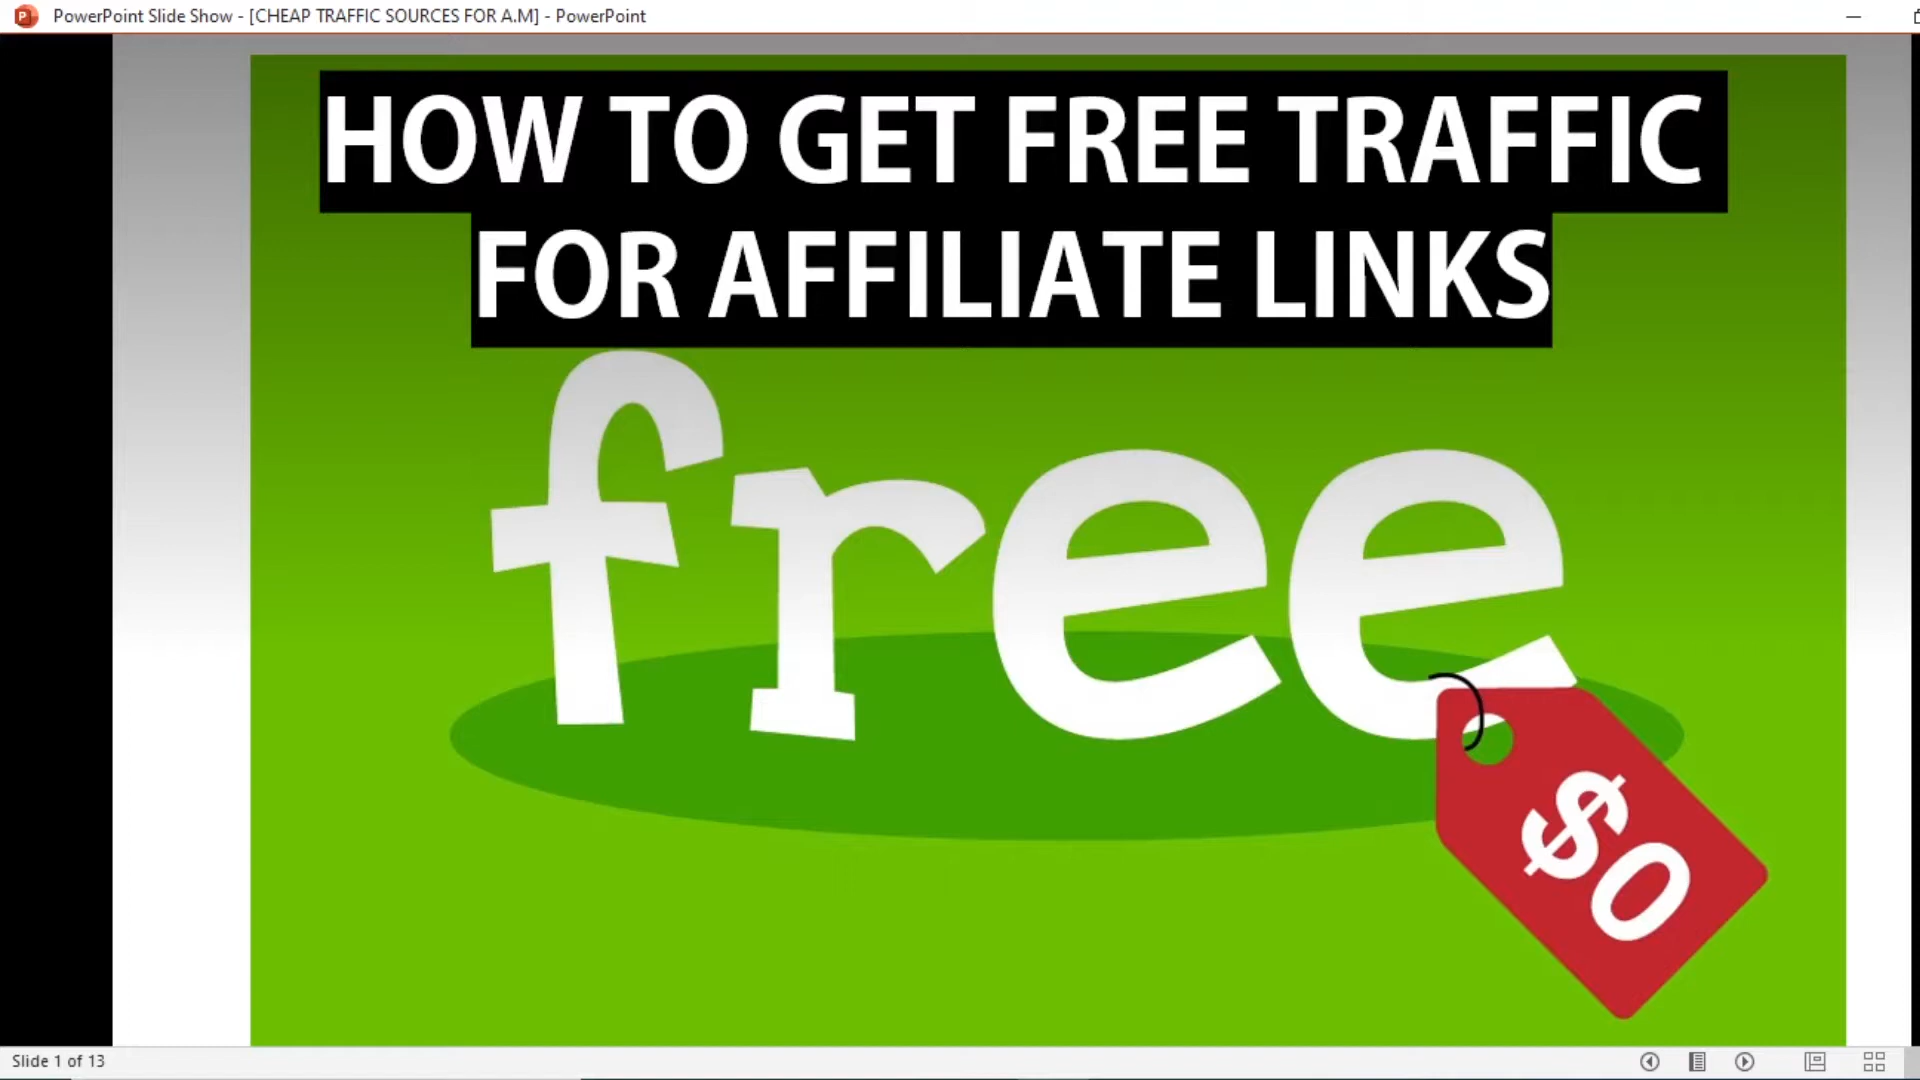 PowerPoint Slide Show - [CHEAP TRAFFIC SOURCES FOR A.M] - PowerPoint
HOW TO GET FREE TRAFFIC
FOR AFFILIATE LINKS
free
$0
Slide 1 of 13